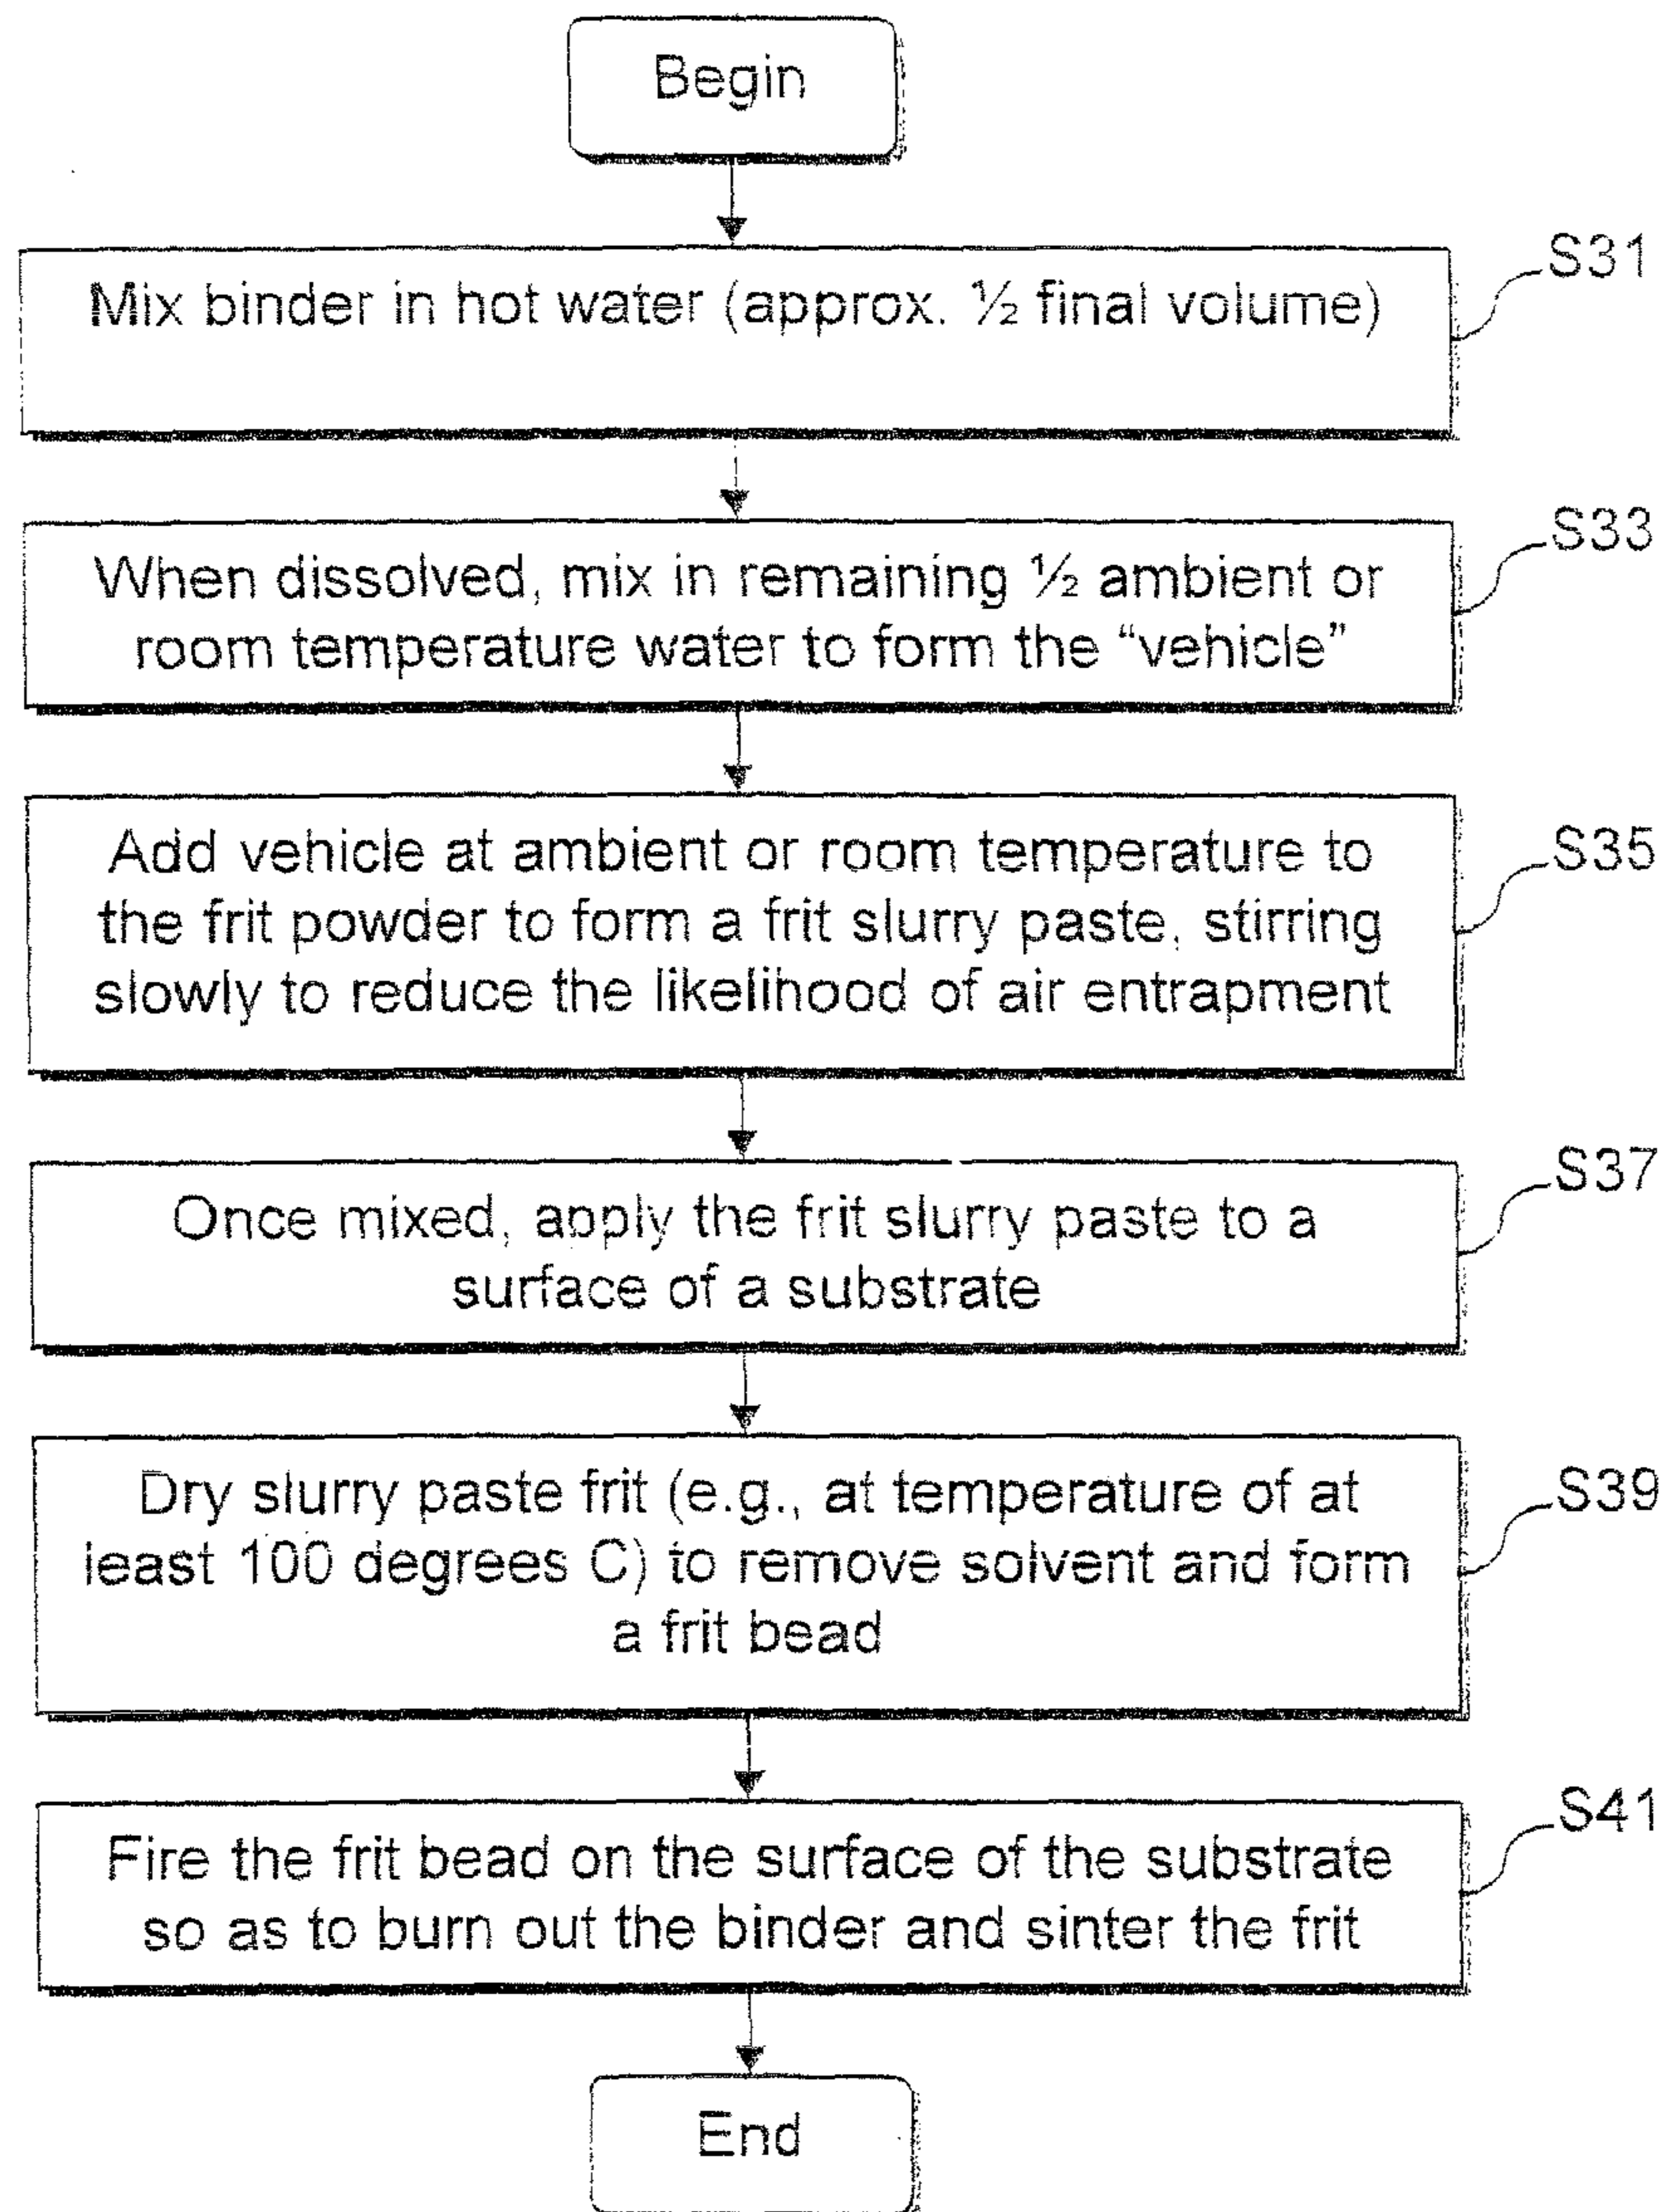 Begin
Mix binder in hot water (approx. ½ final volume)
S31
When dissolved, mix in remaining ½ ambient or
room temperature water to form the “vehicle”
S33
Add vehicle at ambient or room temperature to
the frit powder to form a frit slurry paste, stirring
slowly to reduce the likelihood of air entrapment
S35
Once mixed, apply the frit slurry paste to a
surface of a substrate
S37
Dry slurry paste frit (e.g., at temperature of at
least 100 degrees C) to remove solvent and form
a frit bead
S39
Fire the frit bead on the surface of the substrate
so as to burn out the binder and sinter the frit
S41
End